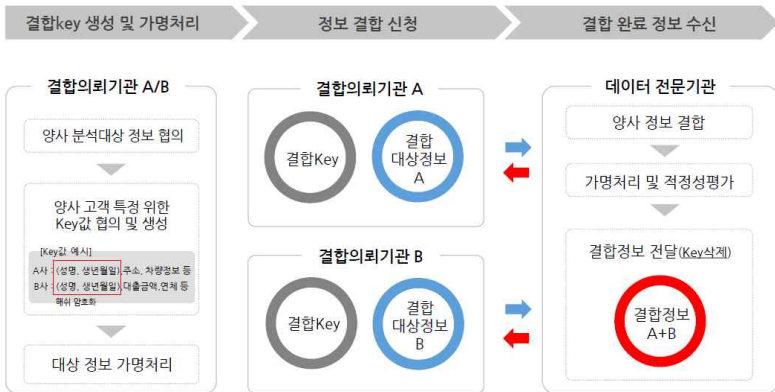 결합key 생성 및 가명처리
정보 결합 신청
결합 완료 정보 수신
결합의뢰기관 A/B
양사 분석대상 정보 협의
양사 고객 특정 위한
Key값 협의 및 생성
[Key값 예시]
A사 : (성명, 생년월일),주소, 차량정보 등
B사 : (성명, 생년월일),대출금액,연체 등
해쉬 암호화
대상 정보 가명처리
결합의뢰기관 A
결합Key
결합
대상정보
A
결합의뢰기관 B
결합Key
결합
대상정보
B
데이터 전문기관
양사 정보 결합
가명처리 및 적정성평가
결합정보 전달(Key삭제)
결합정보
A+B